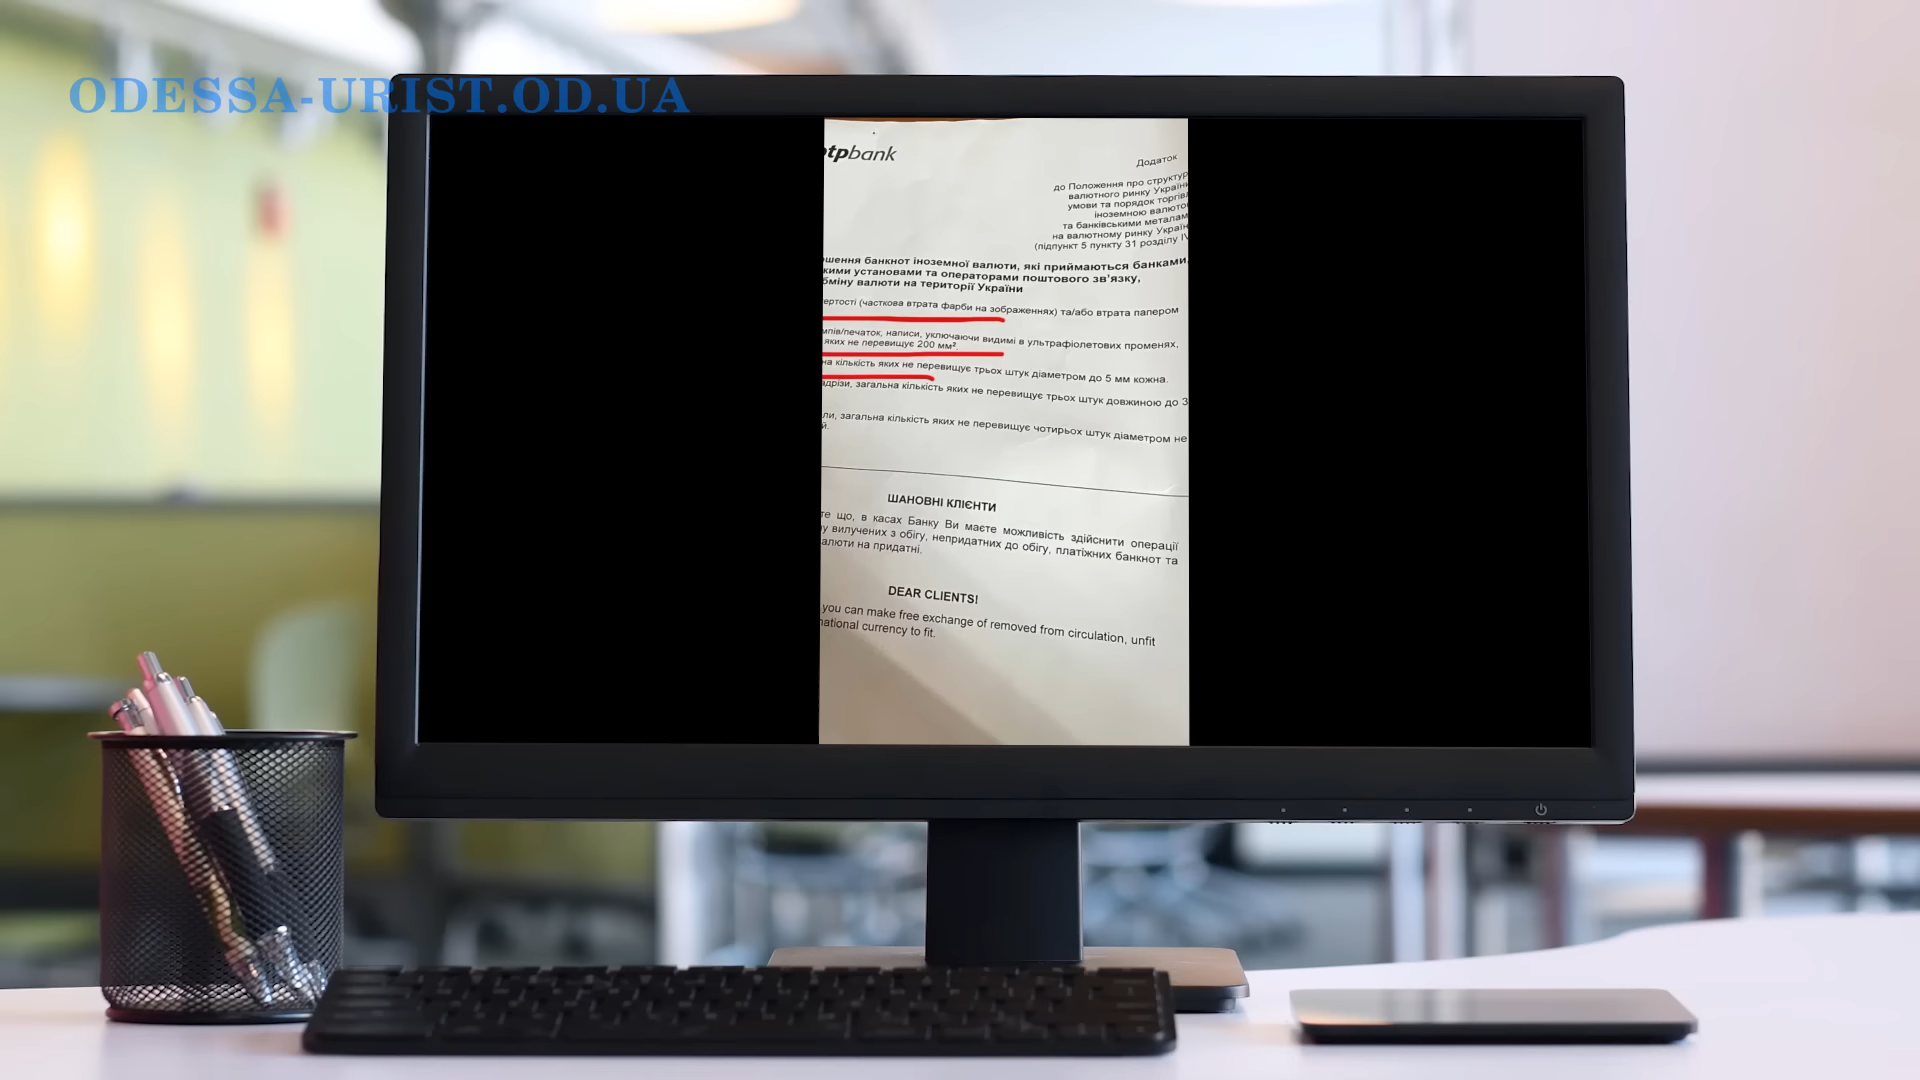 ODESSA-URIST.OD.UA
otpbank
Додаток
до Положення про структур
валютного ринку Україн
умови та порядок торгів
іноземною валюто
та банківськими металам
на валютному ринку Україн
(підпункт 5 пункту 31 розділу IV
шення банкнот іноземної валюти, які приймаються банками,
кими установами та операторами поштового зв'язку,
бміну валюти на території України
ертості (часткова втрата фарби на зображеннях) та/або втрата папером
мпів/печаток, написи, уключаючи видимі в ультрафіолетових променях,
яких не перевищує 200 мм².
на кількість яких не перевищує трьох штук діаметром до 5 мм кожна.
адрізи, загальна кількість яких не перевищує трьох штук довжиною до 3
ли, загальна кількість яких не перевищує чотирьох штук діаметром не
й.
ШАНОВНІ КЛІЄНТИ
те що, в касах Банку Ви маєте можливість здійснити операції
у вилучених з обігу, непридатних до обігу, платіжних банкнот та
алюти на придатні.
DEAR CLIENTS!
you can make free exchange of removed from circulation, unfit
national currency to fit.